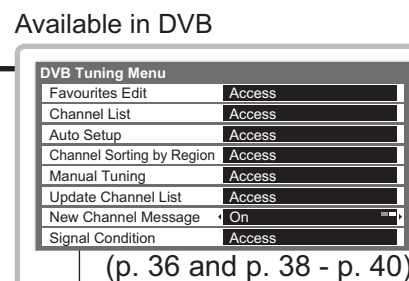 Available in DVB
DVB Tuning Menu
Favourites Edit Access
Channel List Access
Auto Setup Access
Channel Sorting by Region Access
Manual Tuning Access
Update Channel List Access
New Channel Message On
Signal Condition Access
(p. 36 and p. 38 - p. 40)